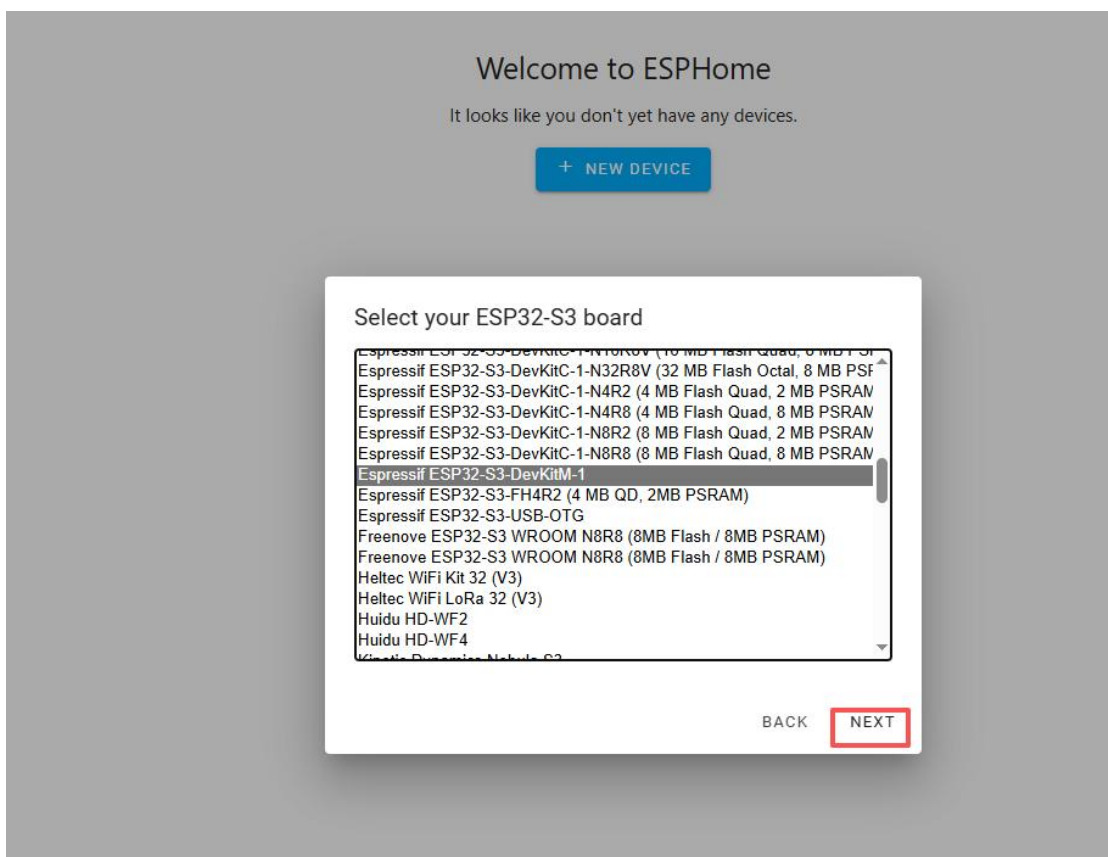 Welcome to ESPHome
It looks like you don't yet have any devices.
+ NEW DEVICE
Select your ESP32-S3 board
Espressif ESP32-S3-DevKitC-1-N32R8V (32 MB Flash Octal, 8 MB PSF
Espressif ESP32-S3-DevKitC-1-N4R2 (4 MB Flash Quad, 2 MB PSRAM
Espressif ESP32-S3-DevKitC-1-N4R8 (4 MB Flash Quad, 8 MB PSRAM
Espressif ESP32-S3-DevKitC-1-N8R2 (8 MB Flash Quad, 2 MB PSRAM
Espressif ESP32-S3-DevKitC-1-N8R8 (8 MB Flash Quad, 8 MB PSRAM
Espressif ESP32-S3-DevKitM-1
Espressif ESP32-S3-FH4R2 (4 MB QD, 2MB PSRAM)
Espressif ESP32-S3-USB-OTG
Freenove ESP32-S3 WROOM N8R8 (8MB Flash / 8MB PSRAM)
Freenove ESP32-S3 WROOM N8R8 (8MB Flash / 8MB PSRAM)
Heltec WiFi Kit 32 (V3)
Heltec WiFi LoRa 32 (V3)
Huidu HD-WF2
Huidu HD-WF4
BACK NEXT